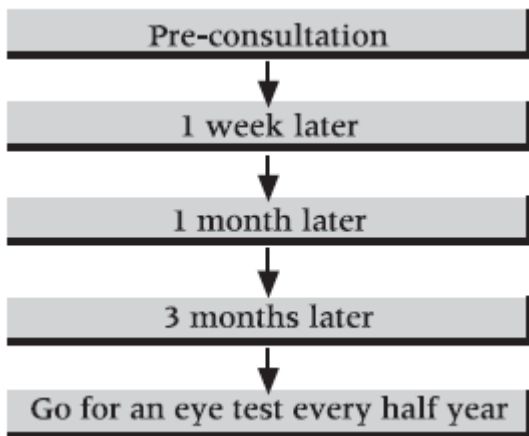 Pre-consultation
1 week later
1 month later
3 months later
Go for an eye test every half year